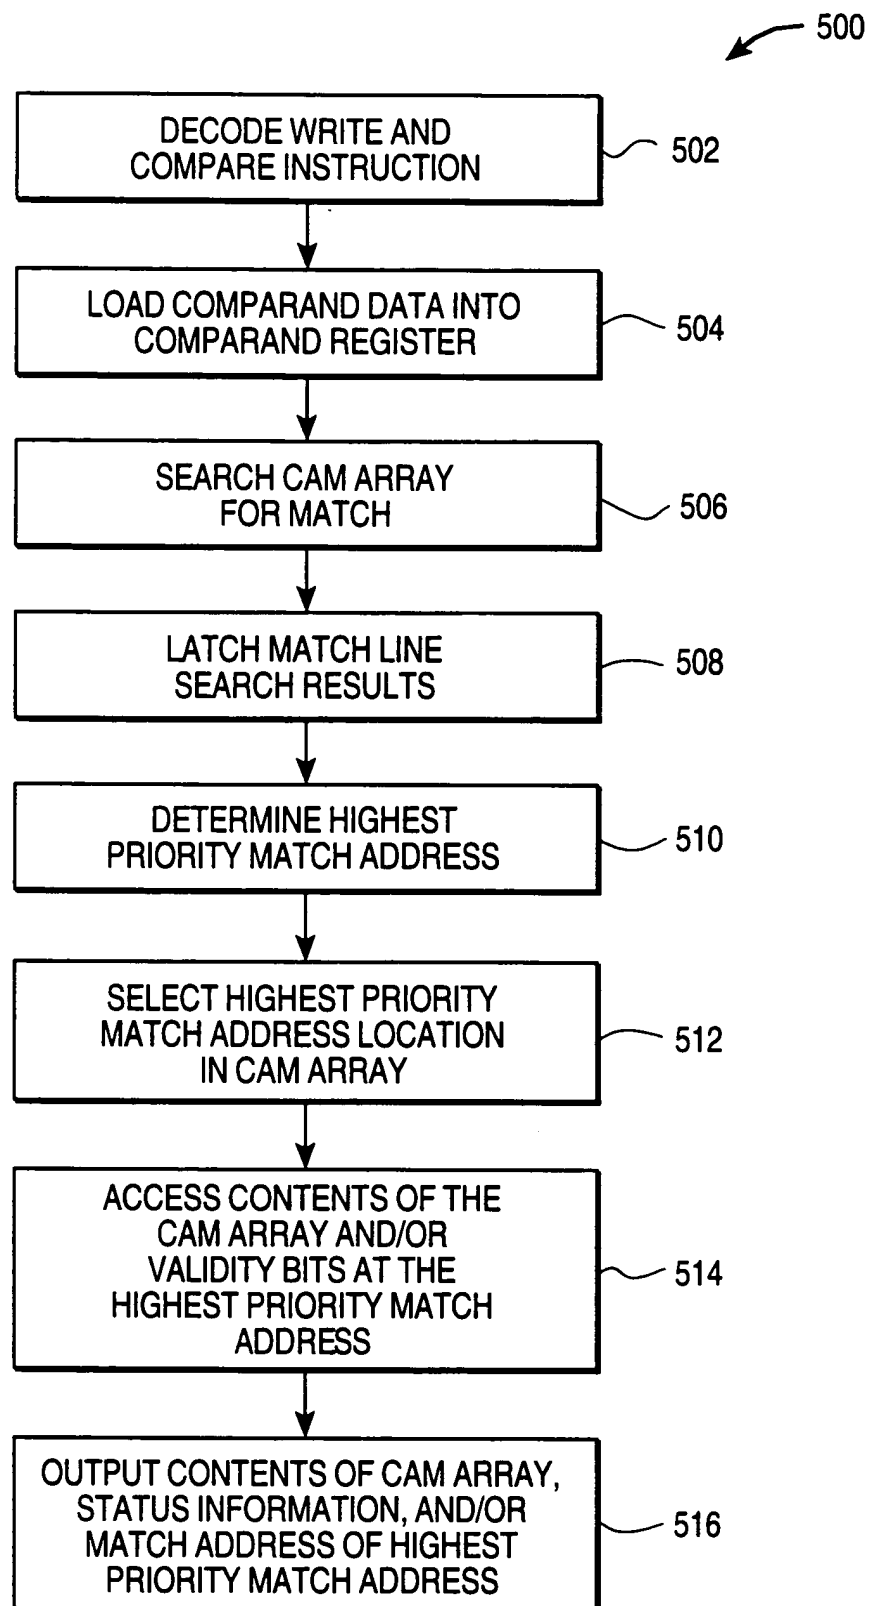 500
DECODE WRITE AND
COMPARE INSTRUCTION
502
LOAD COMPARAND DATA INTO
COMPARAND REGISTER
504
SEARCH CAM ARRAY
FOR MATCH
506
LATCH MATCH LINE
SEARCH RESULTS
508
DETERMINE HIGHEST
PRIORITY MATCH ADDRESS
510
SELECT HIGHEST PRIORITY
MATCH ADDRESS LOCATION
IN CAM ARRAY
512
ACCESS CONTENTS OF THE
CAM ARRAY AND/OR
VALIDITY BITS AT THE
HIGHEST PRIORITY MATCH
ADDRESS
514
OUTPUT CONTENTS OF CAM ARRAY,
STATUS INFORMATION, AND/OR
MATCH ADDRESS OF HIGHEST
PRIORITY MATCH ADDRESS
516